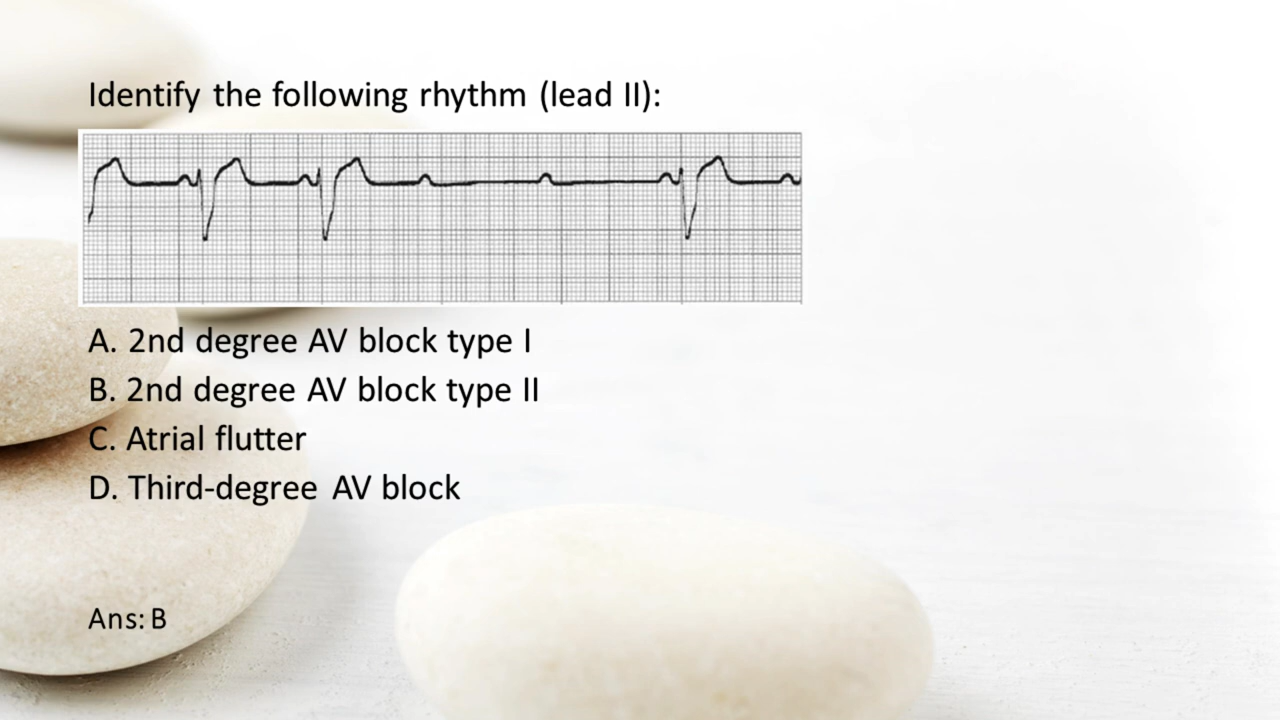 Identify the following rhythm (lead II):
A. 2nd degree AV block type I
B. 2nd degree AV block type II
C. Atrial flutter
D. Third-degree AV block
Ans: B